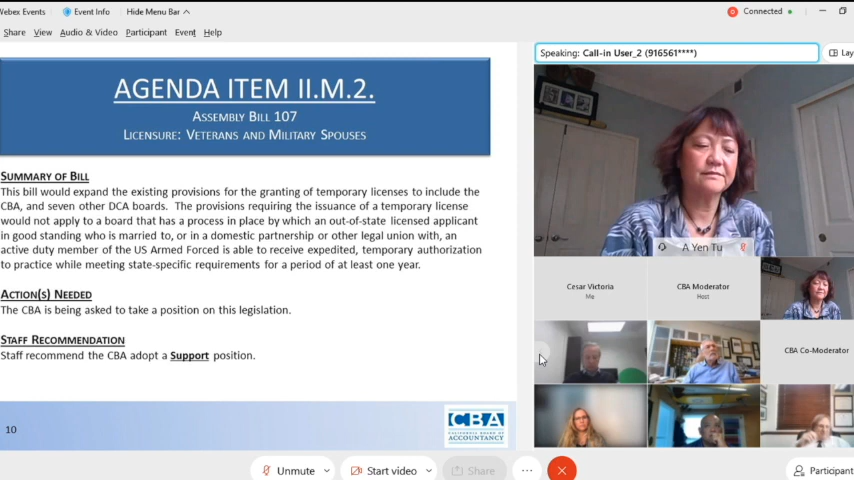 Webex Events
Event Info
Hide Menu Bar
Connected
Share View Audio & Video Participant Event Help
Speaking: Call-in User_2 (916561****)
Lay
AGENDA ITEM II.M.2.
ASSEMBLY BILL 107
LICENSURE: VETERANS AND MILITARY SPOUSES
SUMMARY OF BILL
This bill would expand the existing provisions for the granting of temporary licenses to include the
CBA, and seven other DCA boards. The provisions requiring the issuance of a temporary license
would not apply to a board that has a process in place by which an out-of-state licensed applicant
in good standing who is married to, or in a domestic partnership or other legal union with, an
active duty member of the US Armed Forced is able to receive expedited, temporary authorization
to practice while meeting state-specific requirements for a period of at least one year.
ACTION(S) NEEDED
The CBA is being asked to take a position on this legislation.
STAFF RECOMMENDATION
Staff recommend the CBA adopt a Support position.
10
CBA
CALIFORNIA BOARD OF
ACCOUNTANCY
A Yen Tu
Cesar Victoria
Me
CBA Moderator
Host
CBA Co-Moderator
Unmute
Start video
Share
Participant